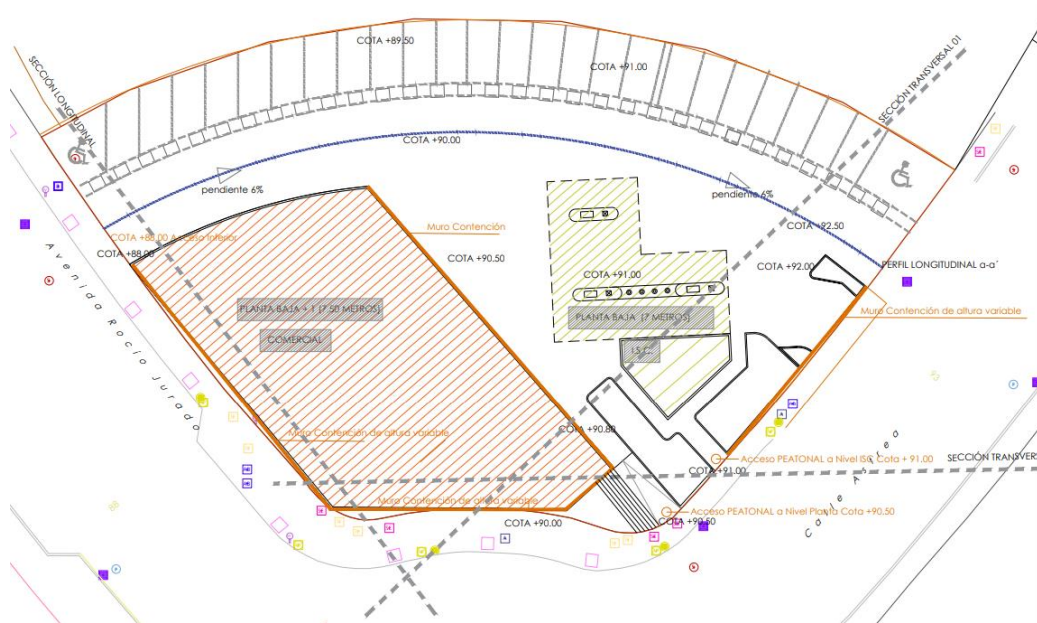 COTA +89.50
COTA +91.00
SECCIÓN LONGITUDINAL
SECCIÓN TRANSVERSAL 01
COTA +90.00
pendiente 6%
pendiente 6%
Muro Contención
COTA +92.50
COTA +88.00 Acceso Inferior
COTA +88.00
COTA +90.50
COTA +92.00
PERFIL LONGITUDINAL a-a´
COTA +91.00
Avenida Rocío Jurado
PLANTA BAJA + 1 (7.50 METROS)
PLANTA BAJA (7 METROS)
Muro Contención de altura variable
COMERCIAL
I.S.C.
93
Muro Contención de altura variable
COTA +90.80
Acceso PEATONAL a Nivel ISC Cota + 91.00
SECCIÓN TRANSVERS
COTA +91.00
Muro Contención de altura variable
88
Acceso PEATONAL a Nivel Planta Cota +90.50
COTA +90.00
COTA +90.50